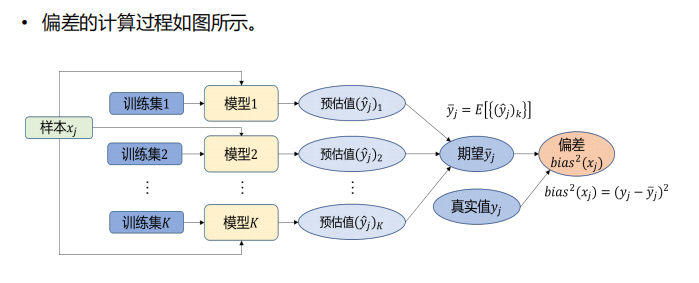 • 偏差的计算过程如图所示。
训练集1
模型1
预估值$(\hat{y}_j)_1$
$\bar{y}_j = E[\{(\hat{y}_j)_k\}]$
样本$x_j$
训练集2
模型2
预估值$(\hat{y}_j)_2$
期望$\bar{y}_j$
偏差
$bias^2(x_j)$
⋮ ⋮ ⋮
$bias^2(x_j) = (y_j - \bar{y}_j)^2$
真实值$y_j$
训练集$K$
模型$K$
预估值$(\hat{y}_j)_K$